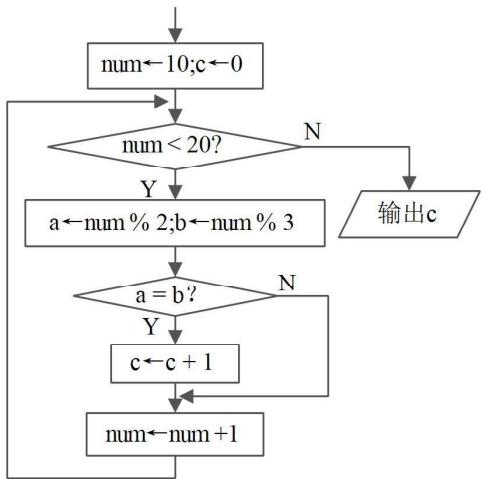 num←10;c←0
num < 20?
N
Y
输出c
a←num % 2;b←num % 3
a = b?
N
Y
c←c + 1
num←num +1